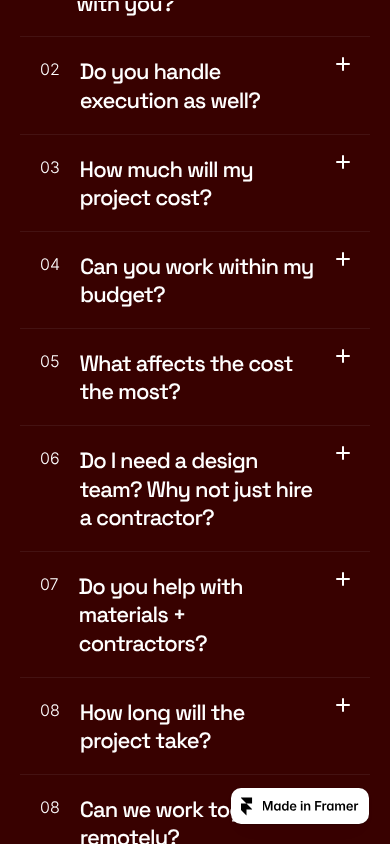 with you?
02
Do you handle
execution as well?
03
How much will my
project cost?
04
Can you work within my
budget?
05
What affects the cost
the most?
06
Do I need a design
team? Why not just hire
a contractor?
07
Do you help with
materials +
contractors?
08
How long will the
project take?
08
Can we work
remotely?
Made in Framer